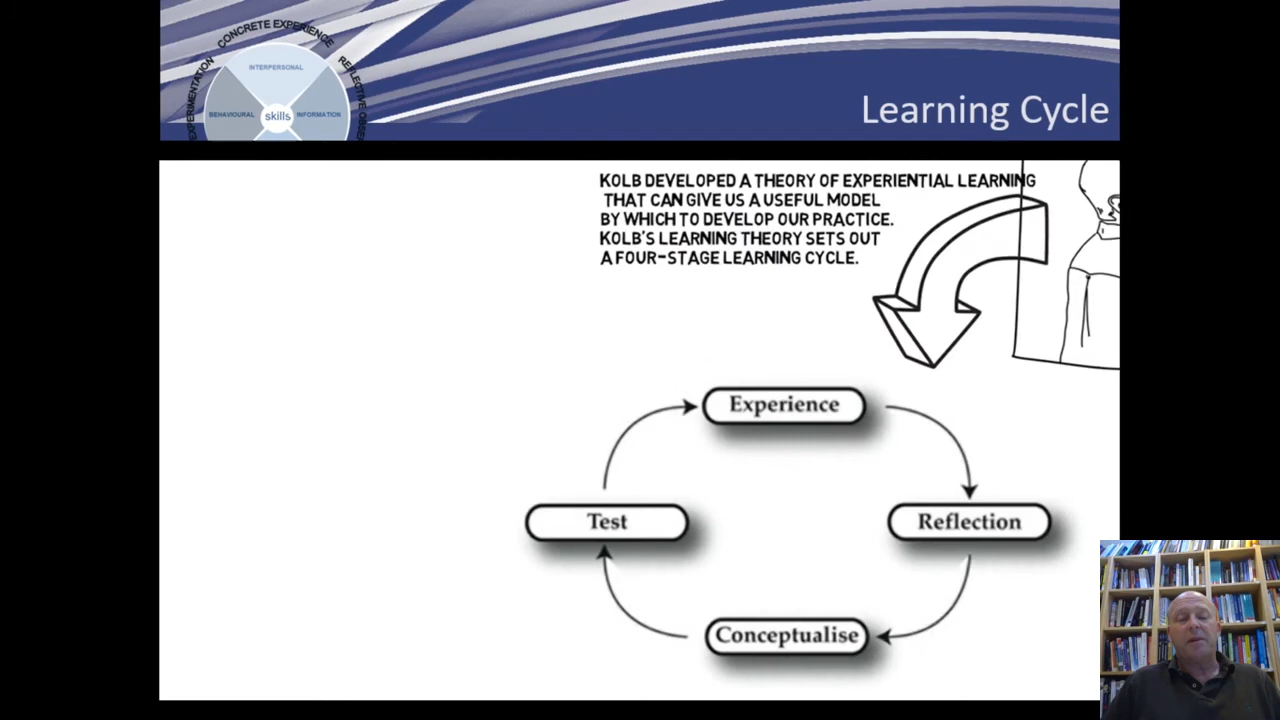 CONCRETE EXPERIENCE
EXPERIMENTATION
REFLECTIVE
INTERPERSONAL
BEHAVIOURAL
skills
INFORMATION
Learning Cycle
KOLB DEVELOPED A THEORY OF EXPERIENTIAL LEARNING
THAT CAN GIVE US A USEFUL MODEL
BY WHICH TO DEVELOP OUR PRACTICE.
KOLB'S LEARNING THEORY SETS OUT
A FOUR-STAGE LEARNING CYCLE.
Experience
Test
Reflection
Conceptualise